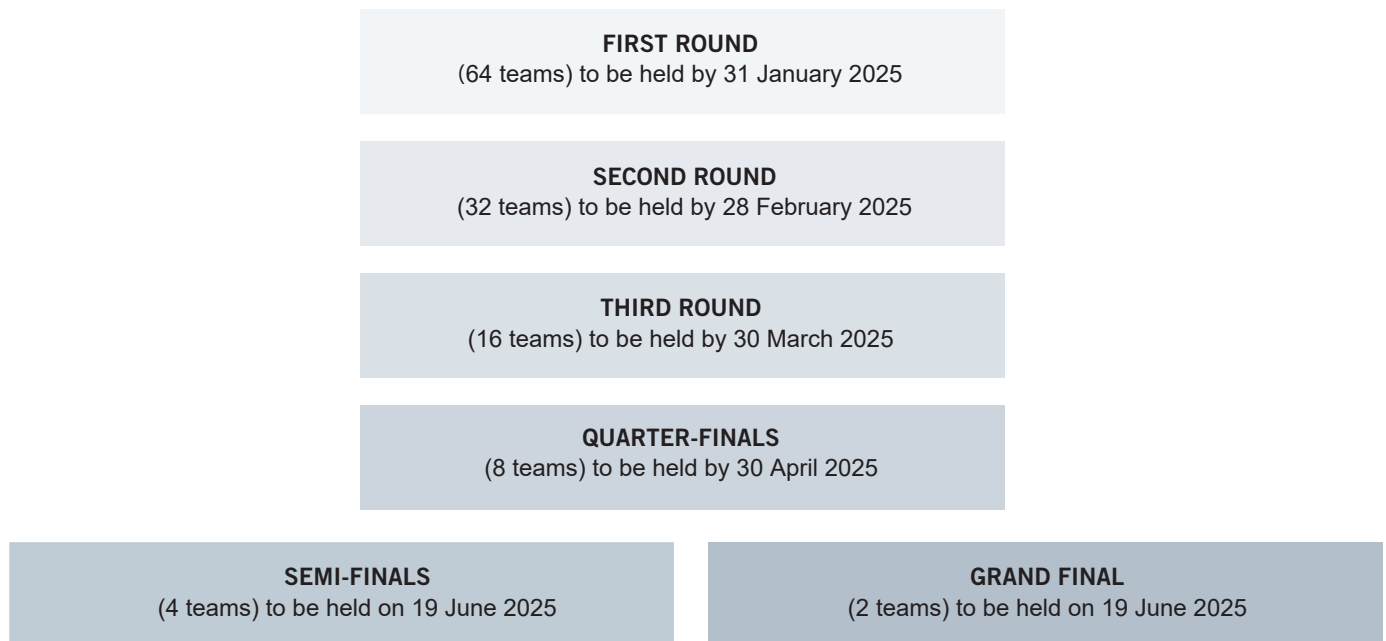 FIRST ROUND
(64 teams) to be held by 31 January 2025
SECOND ROUND
(32 teams) to be held by 28 February 2025
THIRD ROUND
(16 teams) to be held by 30 March 2025
QUARTER-FINALS
(8 teams) to be held by 30 April 2025
SEMI-FINALS
(4 teams) to be held on 19 June 2025
GRAND FINAL
(2 teams) to be held on 19 June 2025